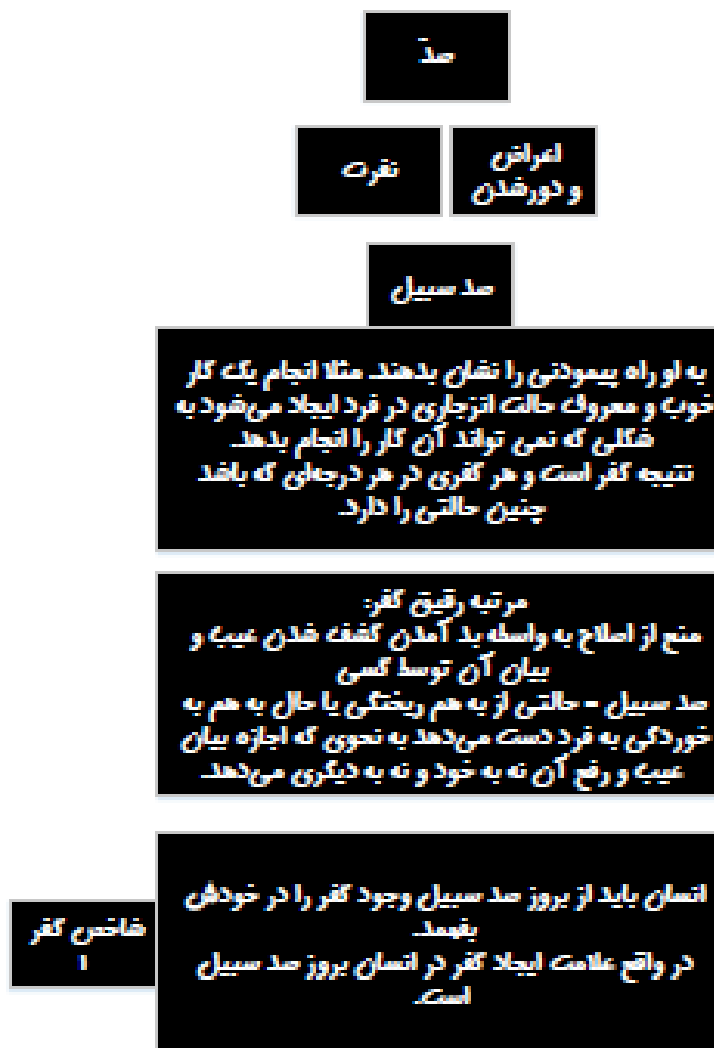 صدّ
اعراض
و دورشدن
نفرت
صد سبیل
به او راه پیمودنی را نشان بدهند. مثلا انجام یک کار
خوب و معروف حالت انزجاری در فرد ایجاد می‌شود به
شکلی که نمی تواند آن کار را انجام بدهد.
نتیجه کفر است و هر کفری در هر درجه‌ای که باشد
چنین حالتی را دارد.
مرتبه رقیق کفر:
منع از اصلاح به واسطه بد آمدن کشف شدن عیب و
بیان آن توسط کسی
صد سبیل - حالتی از به هم ریختگی یا حال به هم به
خوردگی به فرد دست می‌دهد به نحوی که اجازه بیان
عیب و رفع آن نه به خود و نه به دیگری می‌دهد.
انسان باید از بروز صد سبیل وجود کفر را در خودش
بفهمد.
در واقع علامت ایجاد کفر در انسان بروز صد سبیل
است.
شاخص کفر
۱